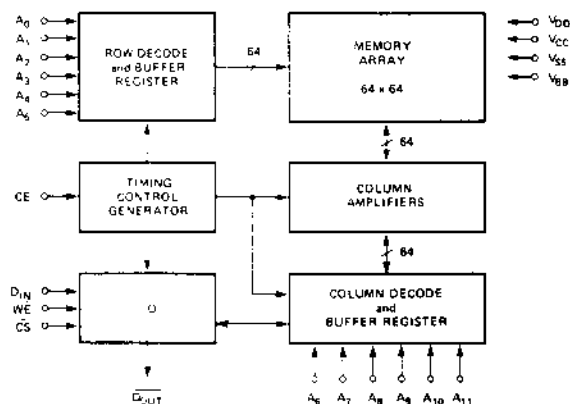 A0
A1
A2
A3
A4
A5
ROW DECODE
and BUFFER
REGISTER
64
MEMORY
ARRAY
64 x 64
VDD
VCC
VSS
VBB
64
CE
TIMING
CONTROL
GENERATOR
COLUMN
AMPLIFIERS
64
DIN
WE
CS
O
COLUMN DECODE
and
BUFFER REGISTER
DOUT
A6 A7 A8 A9 A10 A11